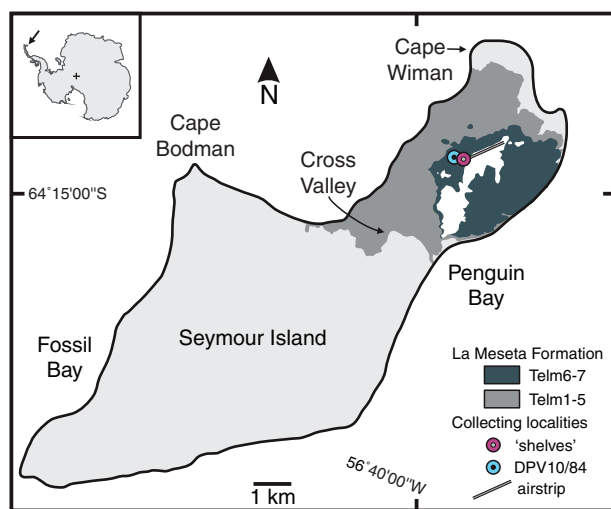 Cape
Wiman
N
Cape
Bodman
Cross
Valley
64˚15'00''S
Penguin
Bay
Seymour Island
Fossil
Bay
La Meseta Formation
Telm6-7
Telm1-5
Collecting localities
'shelves'
DPV10/84
airstrip
56˚40'00''W
1 km